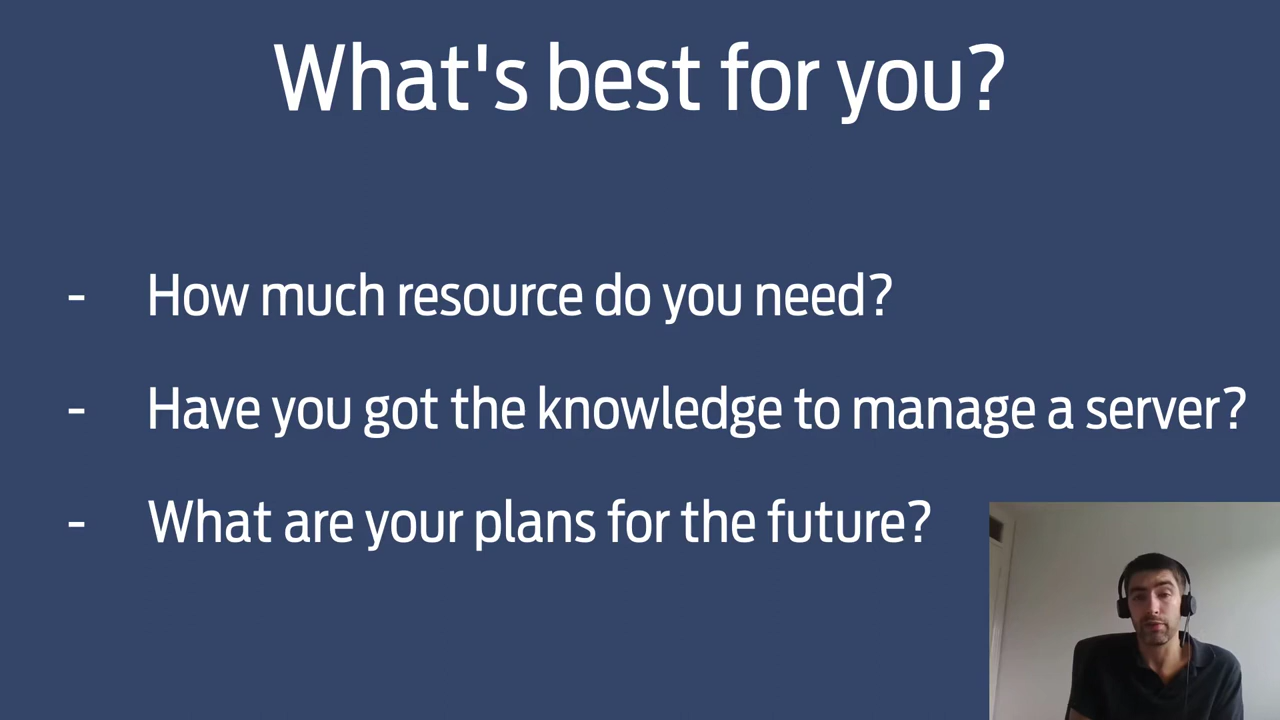 What's best for you?
- How much resource do you need?
- Have you got the knowledge to manage a server?
- What are your plans for the future?